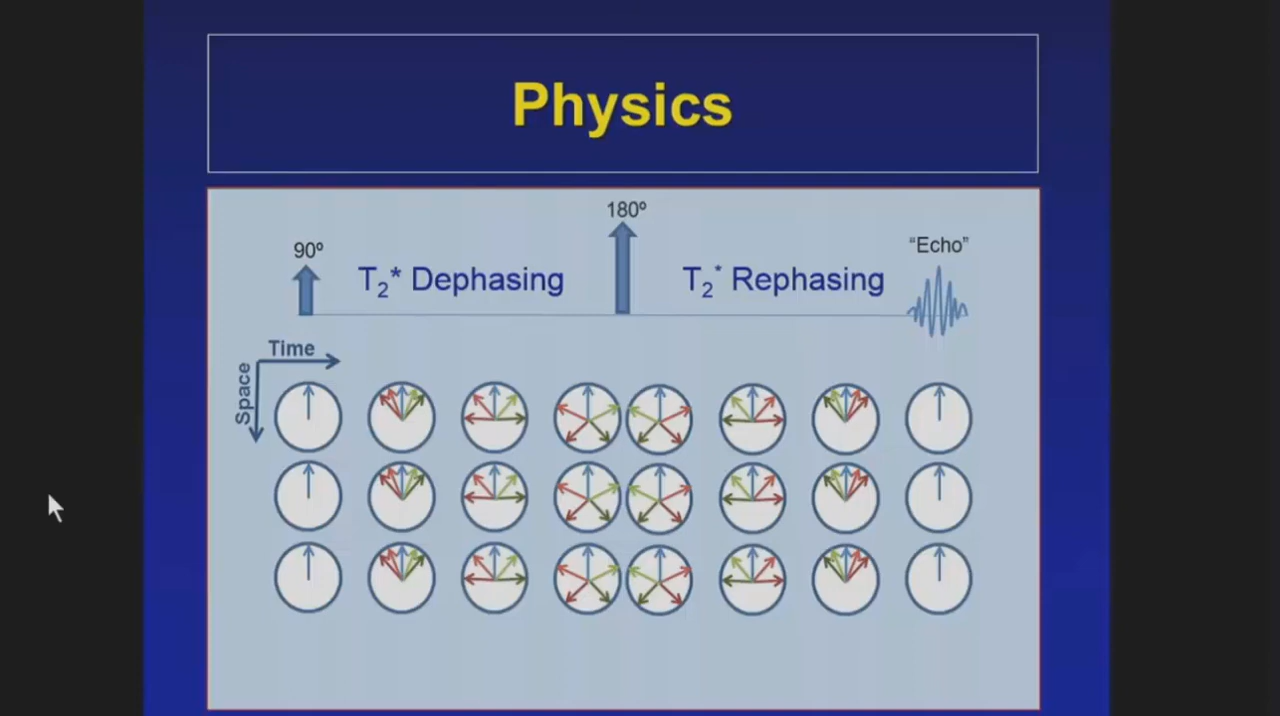 Physics
180º
90º
"Echo"
T₂* Dephasing
T₂* Rephasing
Time
Space